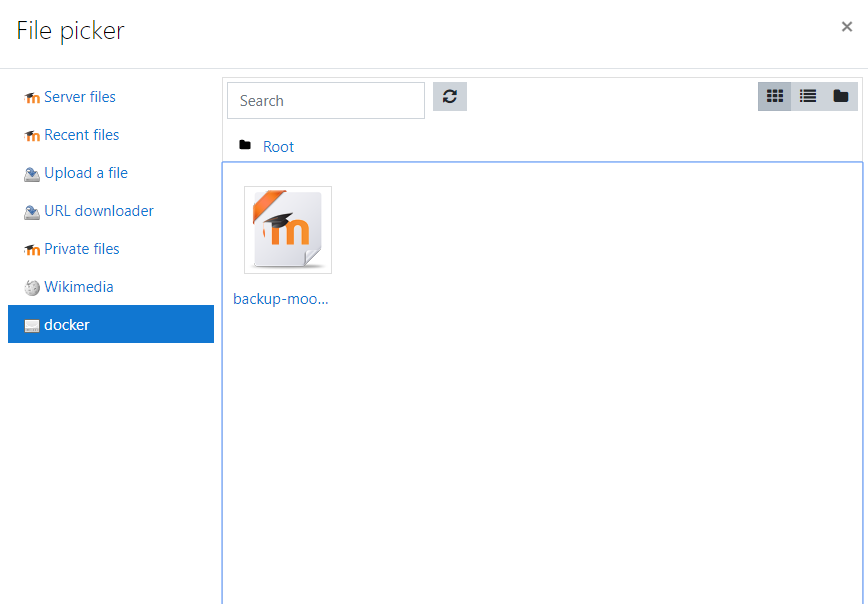 File picker
×
Server files
Recent files
Upload a file
URL downloader
Private files
Wikimedia
docker
Search
Root
m
backup-moo...